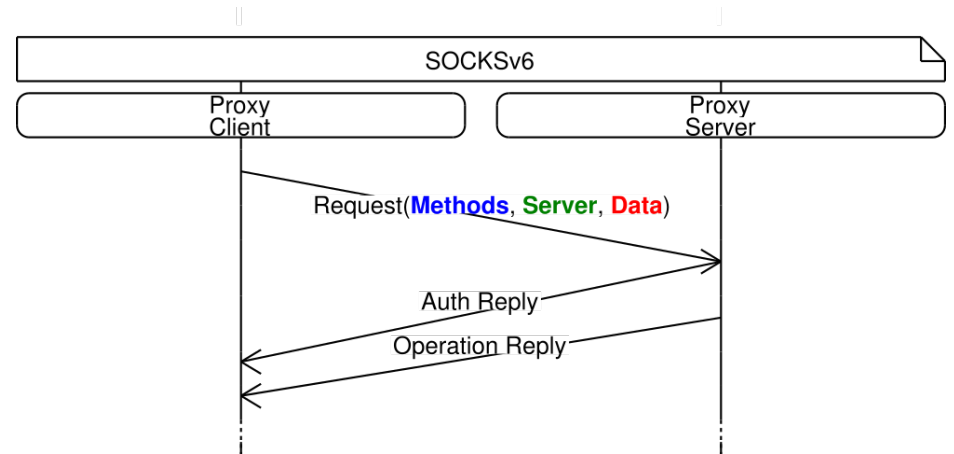 SOCKSv6
Proxy
Client
Proxy
Server
Request(Methods, Server, Data)
Auth Reply
Operation Reply